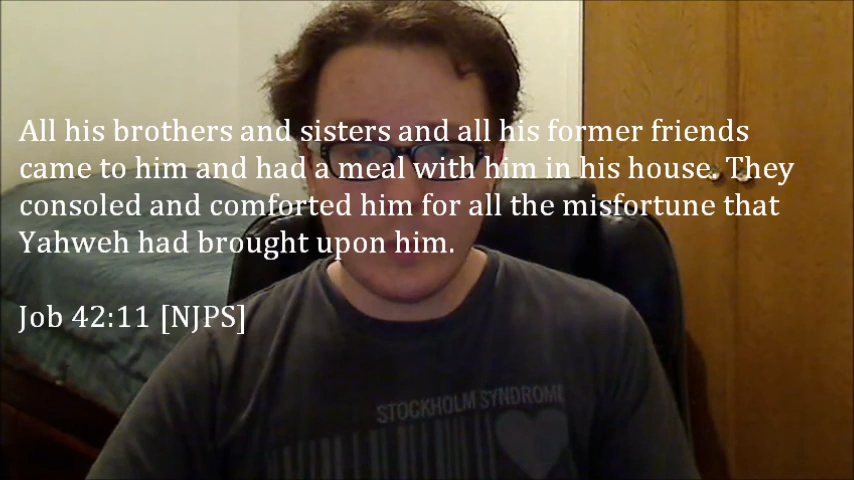 All his brothers and sisters and all his former friends
came to him and had a meal with him in his house. They
consoled and comforted him for all the misfortune that
Yahweh had brought upon him.
Job 42:11 [NJPS]
STOCKHOLM SYNDROME